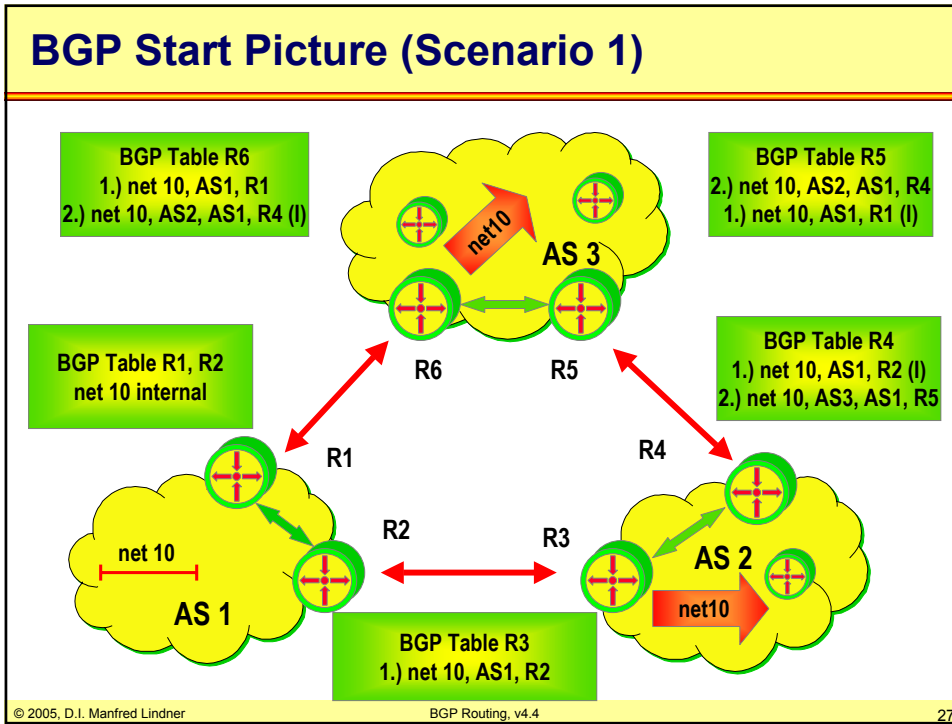 BGP Start Picture (Scenario 1)
BGP Table R6
1.) net 10, AS1, R1
2.) net 10, AS2, AS1, R4 (I)
BGP Table R5
2.) net 10, AS2, AS1, R4
1.) net 10, AS1, R1 (I)
net10
AS 3
BGP Table R1, R2
net 10 internal
R6
R5
BGP Table R4
1.) net 10, AS1, R2 (I)
2.) net 10, AS3, AS1, R5
R1
R4
R2
R3
net 10
AS 1
AS 2
net10
BGP Table R3
1.) net 10, AS1, R2
© 2005, D.I. Manfred Lindner
BGP Routing, v4.4
27